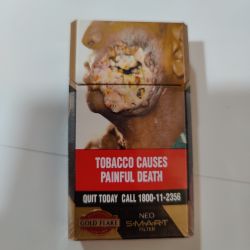 TOBACCO CAUSES
PAINFUL DEATH
QUIT TODAY CALL 1800-11-2356
GOLD FLAKE
NEO
SMART
FILTER